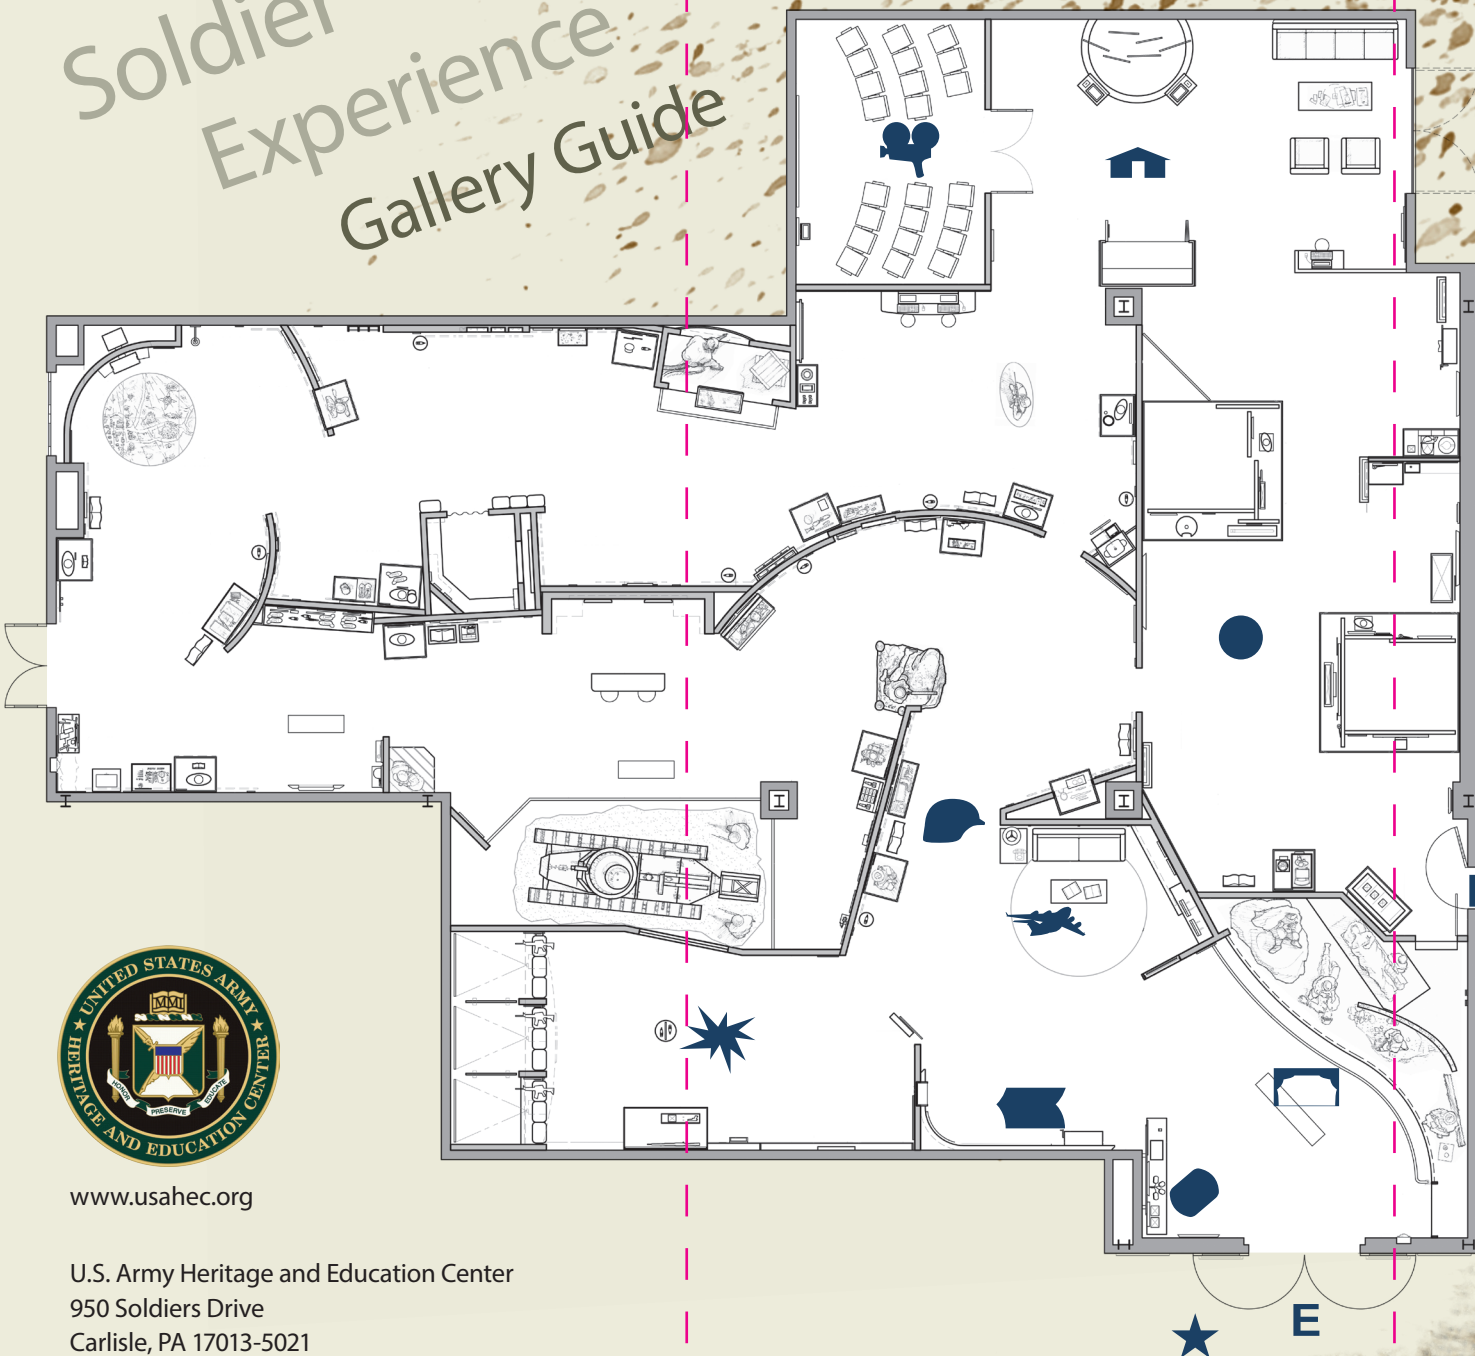 Soldier
Experience
Gallery Guide
UNITED STATES ARMY
HERITAGE AND EDUCATION CENTER
MMI
HONOR
PRESERVE
EDUCATE
www.usahec.org
U.S. Army Heritage and Education Center
950 Soldiers Drive
Carlisle, PA 17013-5021
E